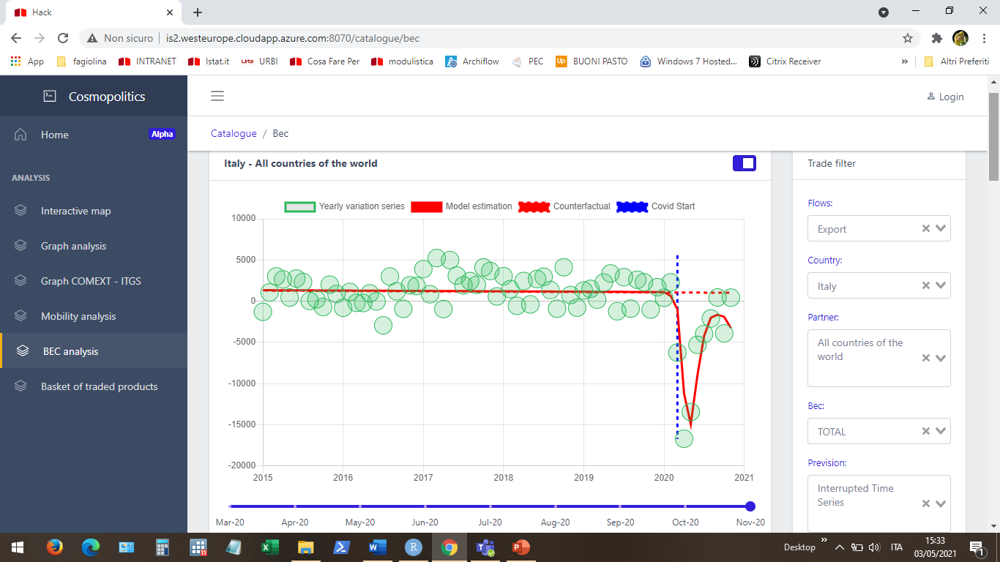 Hack
Non sicuro
is2.westeurope.cloudapp.azure.com:8070/catalogue/bec
App
fagiolina
INTRANET
Istat.it
URBI
URBI
Cosa Fare Per
modulistica
Archiflow
PEC
Up
BUONI PASTO
Windows 7 Hosted...
Citrix Receiver
»
Altri Preferiti
Cosmopolitics
Login
Home
Alpha
Catalogue / Bec
ANALYSIS
Interactive map
Graph analysis
Graph COMEXT - ITGS
Mobility analysis
BEC analysis
Basket of traded products
Italy - All countries of the world
Yearly variation series
Model estimation
Counterfactual
Covid Start
10000
5000
0
-5000
-10000
-15000
-20000
2015
2016
2017
2018
2019
2020
2021
Mar-20
Apr-20
May-20
Jun-20
Jul-20
Aug-20
Sep-20
Oct-20
Nov-20
Trade filter
Flows:
Export
Country:
Italy
Partner:
All countries of the
world
Bec:
TOTAL
Prevision:
Interrupted Time
Series
Desktop
»
ITA
15:33
03/05/2021
1